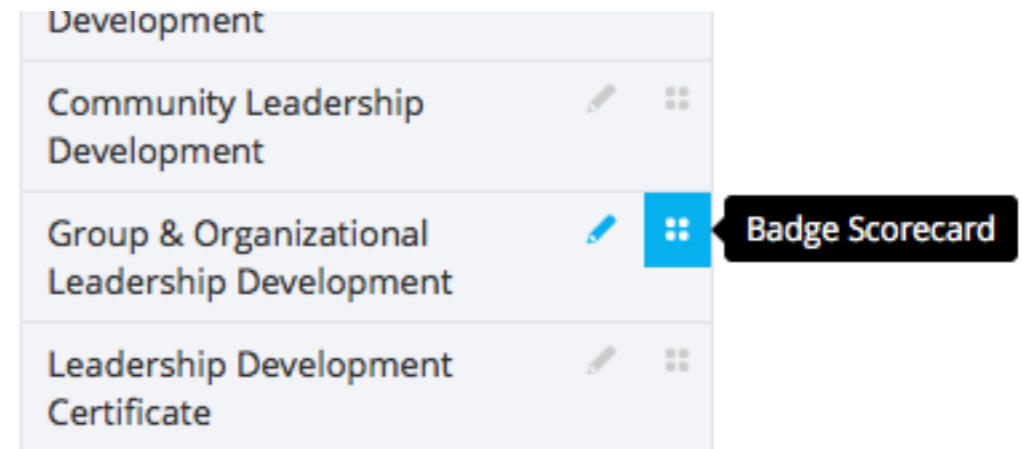 Development
Community Leadership
Development
Group & Organizational
Leadership Development
Badge Scorecard
Leadership Development
Certificate